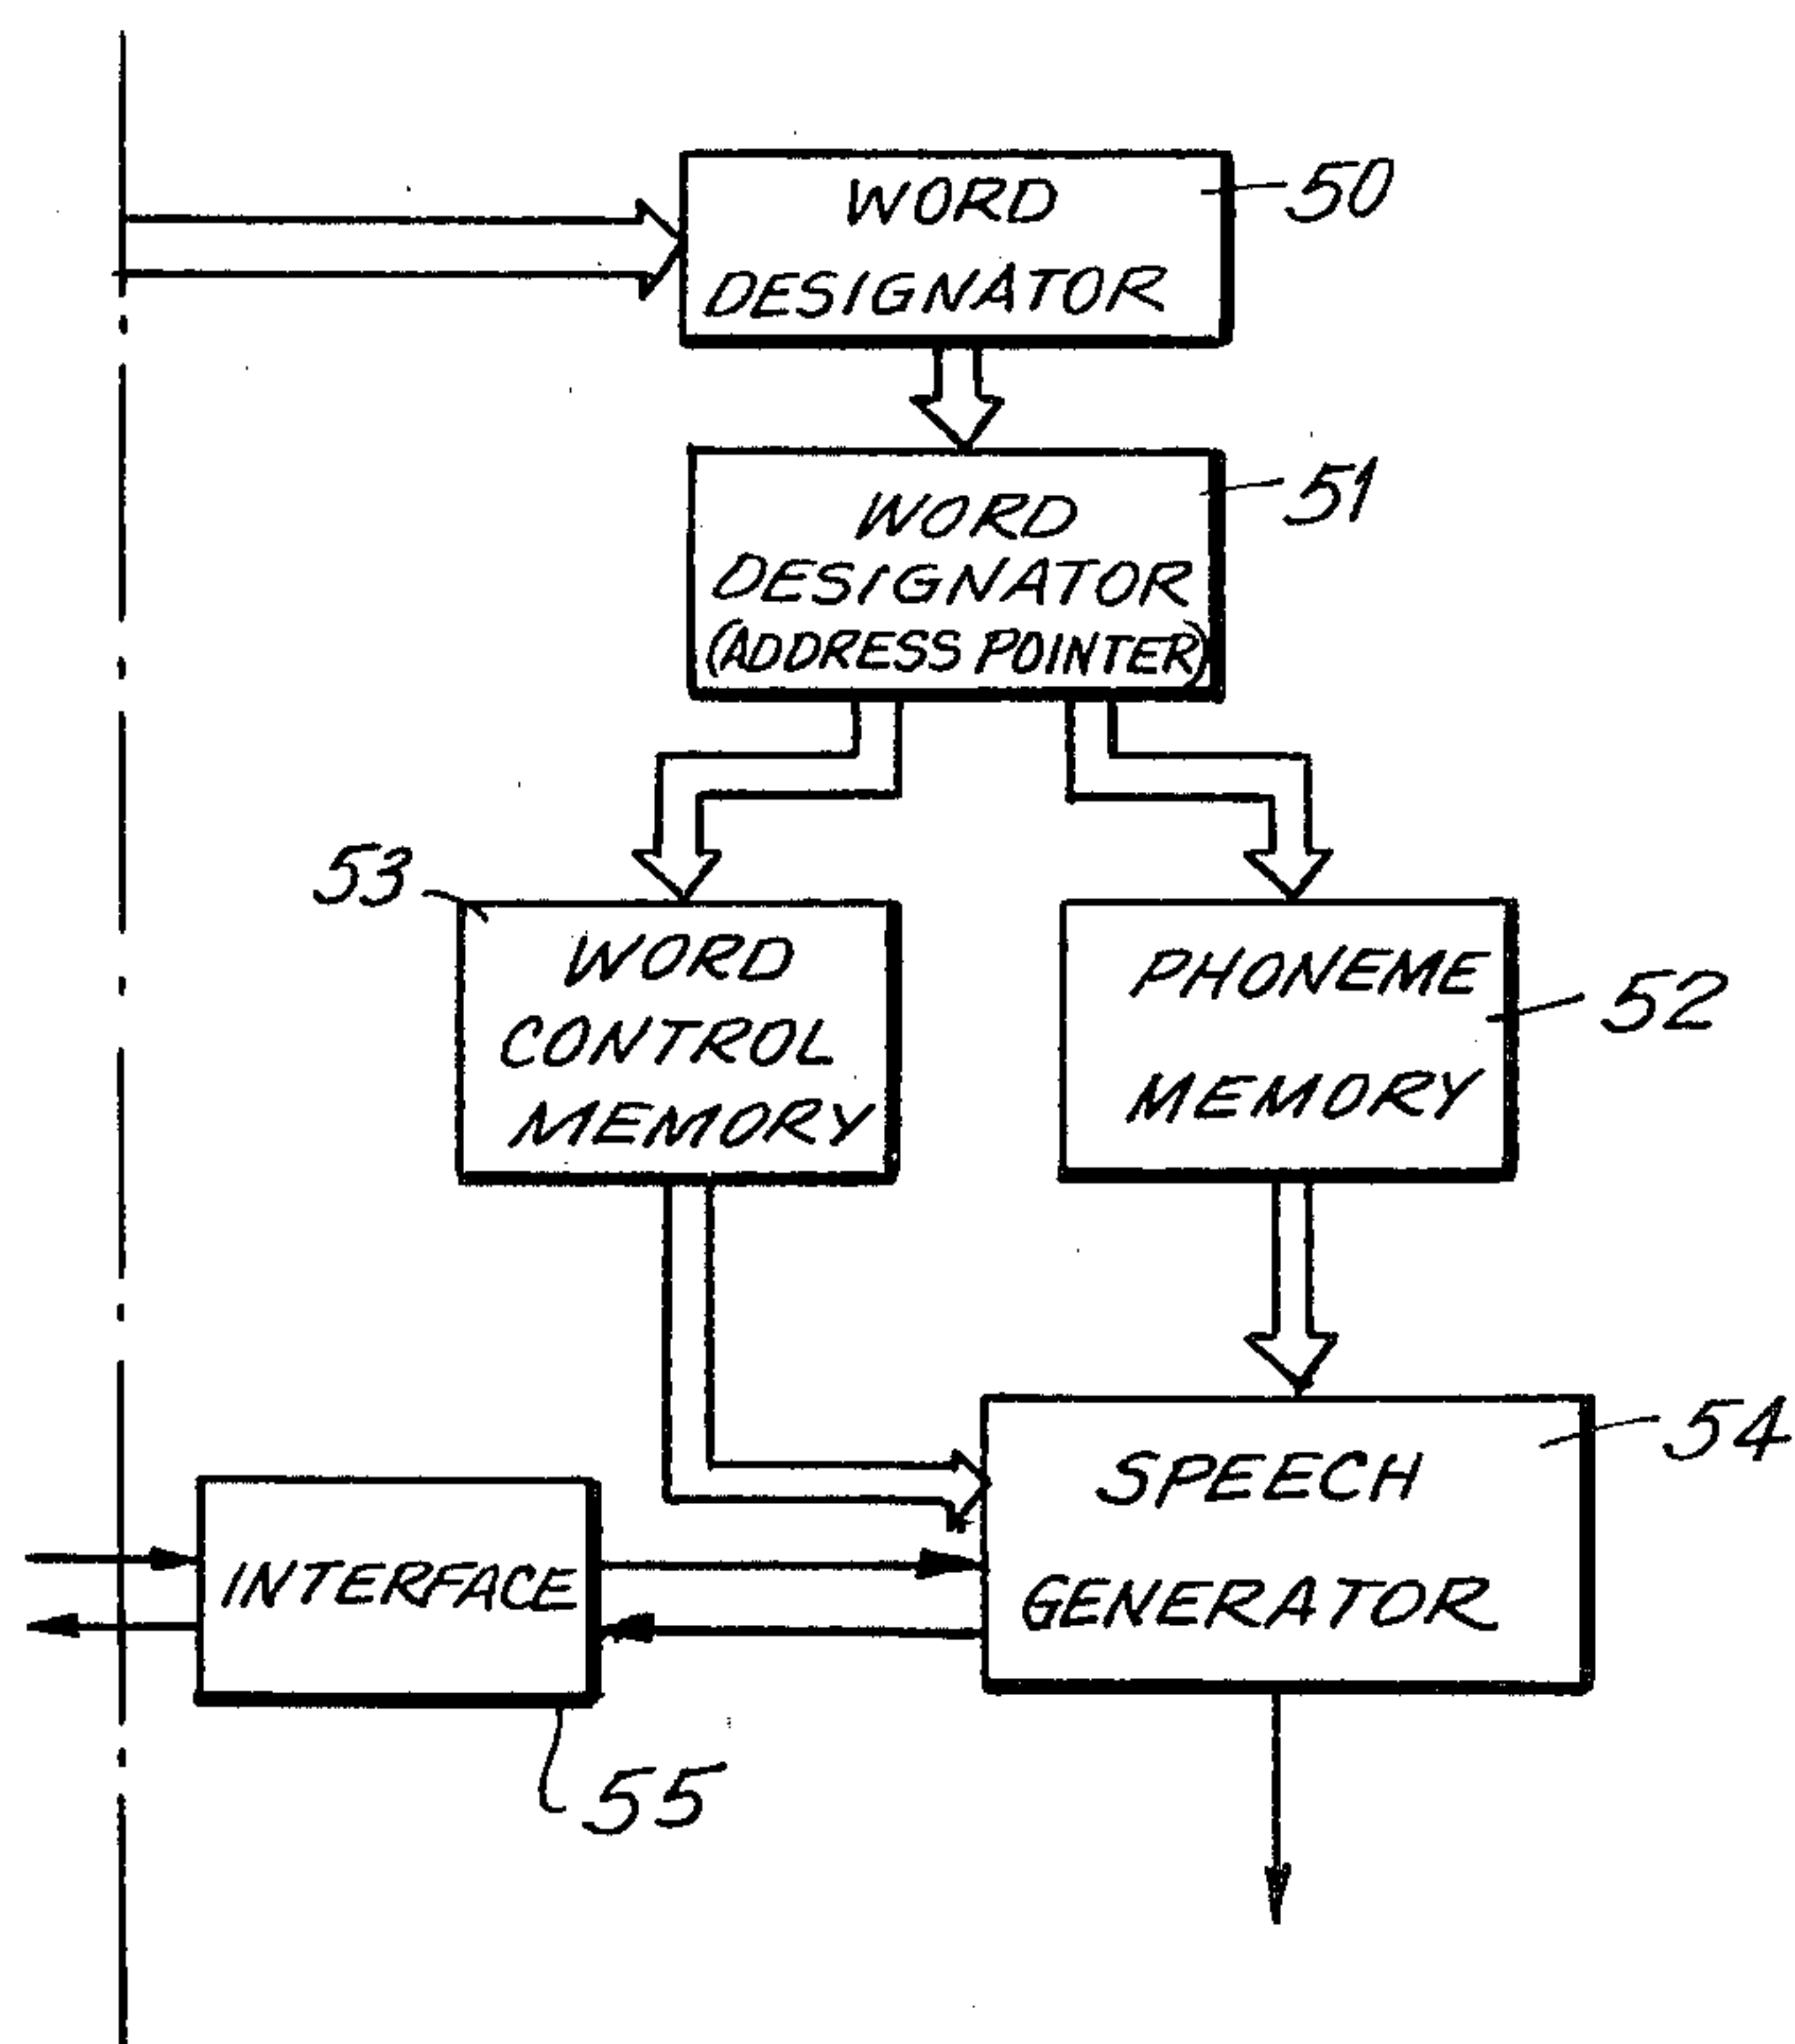 WORD
DESIGNATOR
50
WORD
DESIGNATOR
(ADDRESS POINTER)
51
53
WORD
CONTROL
MEMORY
PHONEME
MEMORY
52
SPEECH
GENERATOR
54
INTERFACE
55